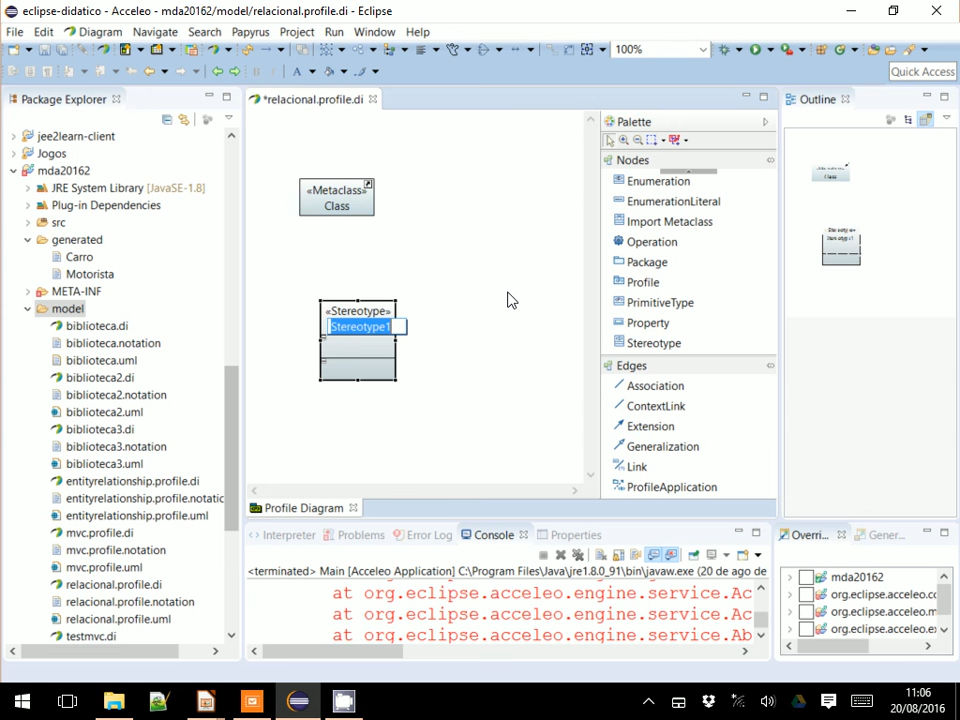 eclipse-didatico - Acceleo - mda20162/model/relacional.profile.di - Eclipse
File Edit Diagram Navigate Search Papyrus Project Run Window Help
100%
Quick Access
Package Explorer
*relacional.profile.di
Outline
jee2learn-client
Jogos
mda20162
JRE System Library [JavaSE-1.8]
Plug-in Dependencies
src
generated
Carro
Motorista
META-INF
model
biblioteca.di
biblioteca.notation
biblioteca.uml
biblioteca2.di
biblioteca2.notation
biblioteca2.uml
biblioteca3.di
biblioteca3.notation
biblioteca3.uml
entityrelationship.profile.di
entityrelationship.profile.notatic
entityrelationship.profile.uml
mvc.profile.di
mvc.profile.notation
mvc.profile.uml
relacional.profile.di
relacional.profile.notation
relacional.profile.uml
testmvc.di
«Metaclass»
Class
«Stereotype»
Stereotype1
Profile Diagram
Palette
Nodes
Enumeration
EnumerationLiteral
Import Metaclass
Operation
Package
Profile
PrimitiveType
Property
Stereotype
Edges
Association
ContextLink
Extension
Generalization
Link
ProfileApplication
Class
Interpreter Problems Error Log Console Properties
<terminated> Main [Acceleo Application] C:\Program Files\Java\jre1.8.0_91\bin\javaw.exe (20 de ago de
at org.eclipse.acceleo.engine.service.Ac
at org.eclipse.acceleo.engine.service.Ac
at org.eclipse.acceleo.engine.service.Ab
Overri... Gener...
mda20162
org.eclipse.acceleo.cc
org.eclipse.acceleo.m
org.eclipse.acceleo.ex
11:06
20/08/2016